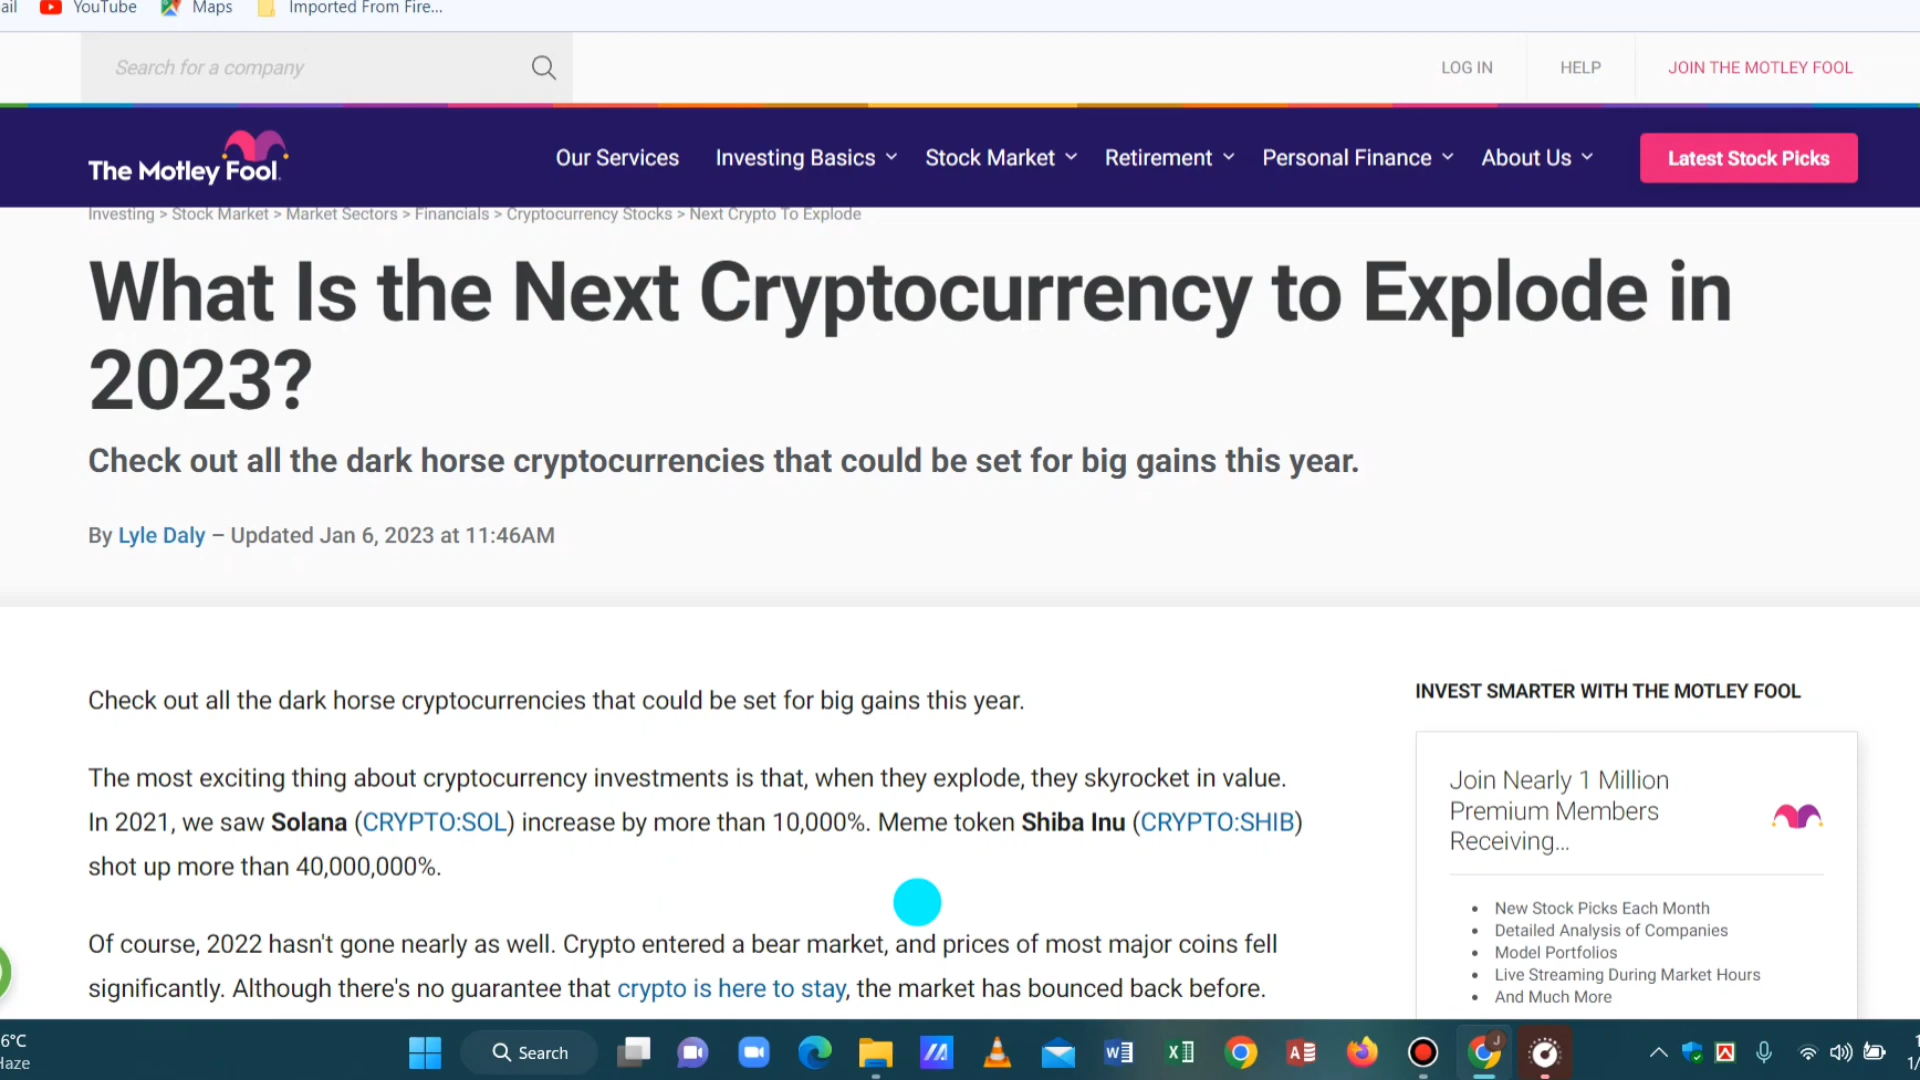 ail YouTube Maps Imported From Fire...
Search for a company
LOG IN HELP JOIN THE MOTLEY FOOL
The Motley Fool. Our Services Investing Basics Stock Market Retirement Personal Finance About Us Latest Stock Picks
Investing > Stock Market > Market Sectors > Financials > Cryptocurrency Stocks > Next Crypto To Explode
What Is the Next Cryptocurrency to Explode in
2023?
Check out all the dark horse cryptocurrencies that could be set for big gains this year.
By Lyle Daly – Updated Jan 6, 2023 at 11:46AM
Check out all the dark horse cryptocurrencies that could be set for big gains this year.
The most exciting thing about cryptocurrency investments is that, when they explode, they skyrocket in value.
In 2021, we saw Solana (CRYPTO:SOL) increase by more than 10,000%. Meme token Shiba Inu (CRYPTO:SHIB)
shot up more than 40,000,000%.
Of course, 2022 hasn't gone nearly as well. Crypto entered a bear market, and prices of most major coins fell
significantly. Although there's no guarantee that crypto is here to stay, the market has bounced back before.
INVEST SMARTER WITH THE MOTLEY FOOL
Join Nearly 1 Million
Premium Members
Receiving...
• New Stock Picks Each Month
• Detailed Analysis of Companies
• Model Portfolios
• Live Streaming During Market Hours
• And Much More
6°C
Haze
Search